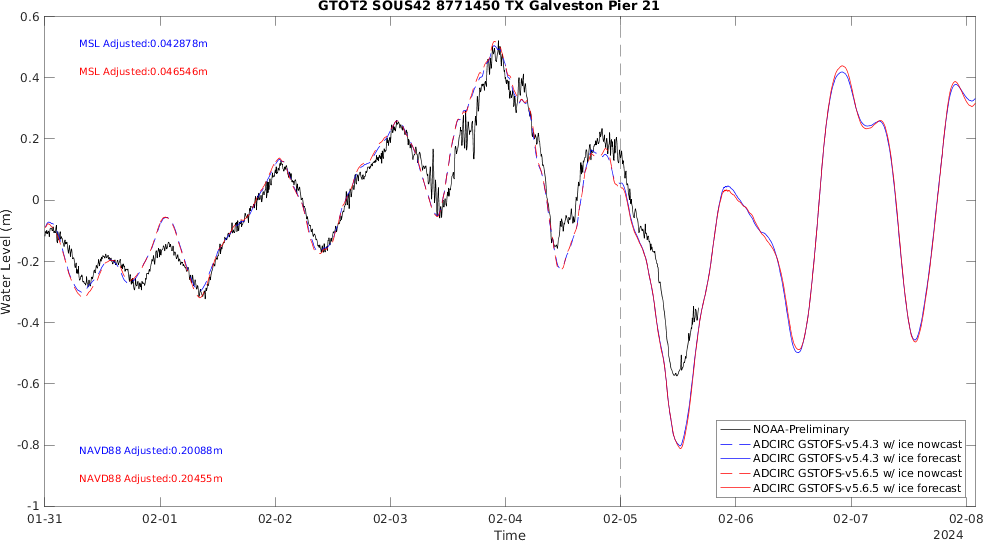 GTOT2 SOUS42 8771450 TX Galveston Pier 21
MSL Adjusted:0.042878m
MSL Adjusted:0.046546m
NAVD88 Adjusted:0.20088m
NAVD88 Adjusted:0.20455m
Water Level (m)
0.6
0.4
0.2
0
-0.2
-0.4
-0.6
-0.8
-1
NOAA-Preliminary
ADCIRC GSTOFS-v5.4.3 w/ ice nowcast
ADCIRC GSTOFS-v5.4.3 w/ ice forecast
ADCIRC GSTOFS-v5.6.5 w/ ice nowcast
ADCIRC GSTOFS-v5.6.5 w/ ice forecast
01-31 02-01 02-02 02-03 02-04 02-05 02-06 02-07 02-08
Time
2024